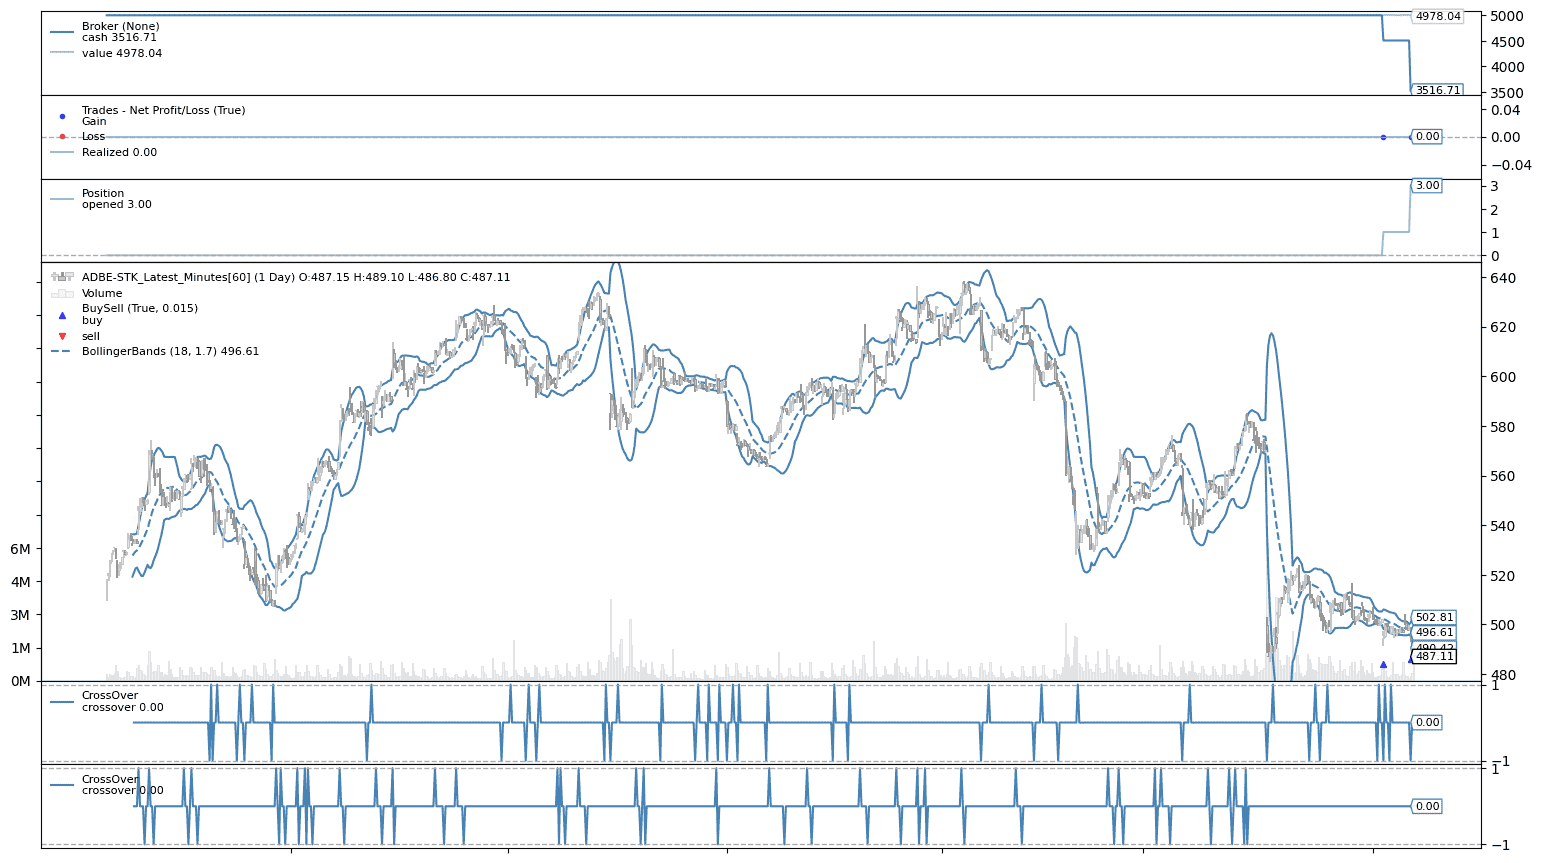 Broker (None)
cash 3516.71
value 4978.04
4978.04
3516.71
5000
4500
4000
3500
Trades - Net Profit/Loss (True)
Gain
Loss
Realized 0.00
0.00
0.04
0.00
−0.04
Position
opened 3.00
3.00
3
2
1
0
ADBE-STK_Latest_Minutes[60] (1 Day) O:487.15 H:489.10 L:486.80 C:487.11
Volume
BuySell (True, 0.015)
buy
sell
BollingerBands (18, 1.7) 496.61
640
620
600
580
560
540
520
500
480
6M
4M
3M
1M
0M
502.81
496.61
490.42
487.11
CrossOver
crossover 0.00
0.00
1
−1
CrossOver
crossover 0.00
0.00
1
−1